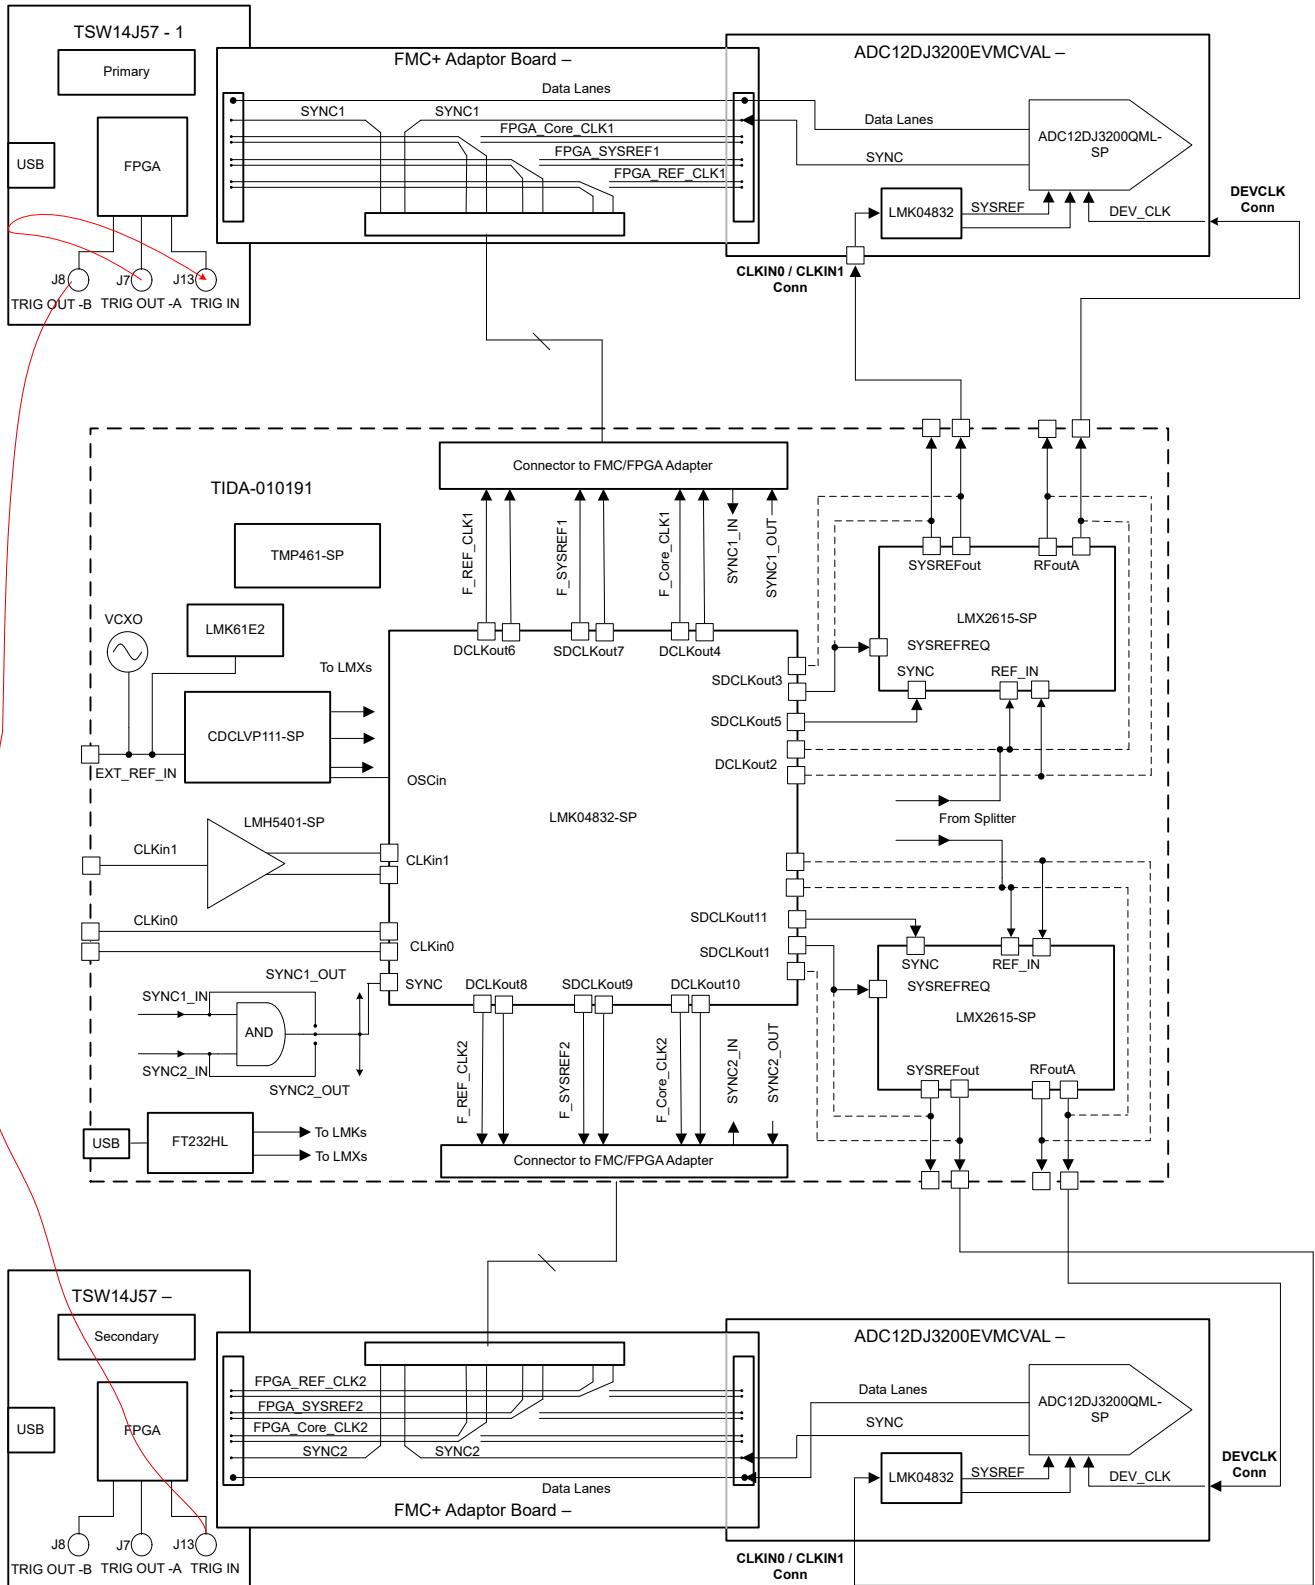 TSW14J57 - 1
Primary
USB
FPGA
J8
J7
J13
TRIG OUT -B
TRIG OUT -A
TRIG IN
FMC+ Adaptor Board –
Data Lanes
SYNC1
SYNC1
FPGA_Core_CLK1
FPGA_SYSREF1
FPGA_REF_CLK1
ADC12DJ3200EVMCVAL –
Data Lanes
SYNC
ADC12DJ3200QML-
SP
LMK04832
SYSREF
DEV_CLK
DEVCLK
Conn
CLKIN0 / CLKIN1
Conn
TIDA-010191
Connector to FMC/FPGA Adapter
TMP461-SP
VCXO
LMK61E2
To LMXs
CDCLVP111-SP
EXT_REF_IN
OSCin
F_REF_CLK1
F_SYSREF1
F_Core_CLK1
SYNC1_IN
SYNC1_OUT
DCLKout6
SDCLKout7
DCLKout4
SDCLKout3
SDCLKout5
DCLKout2
LMK04832-SP
SYSREFout
RFoutA
LMX2615-SP
SYSREFREQ
SYNC
REF_IN
From Splitter
LMH5401-SP
CLKin1
CLKin1
CLKin0
CLKin0
SYNC
SYNC1_OUT
SYNC1_IN
AND
SYNC2_IN
SYNC2_OUT
DCLKout8
SDCLKout9
DCLKout10
SDCLKout11
SDCLKout1
SYNC
REF_IN
SYSREFREQ
LMX2615-SP
SYSREFout
RFoutA
F_REF_CLK2
F_SYSREF2
F_Core_CLK2
SYNC2_IN
SYNC2_OUT
USB
FT232HL
To LMKs
To LMXs
Connector to FMC/FPGA Adapter
TSW14J57 –
Secondary
USB
FPGA
J8
J7
J13
TRIG OUT -B
TRIG OUT -A
TRIG IN
FPGA_REF_CLK2
FPGA_SYSREF2
FPGA_Core_CLK2
SYNC2
SYNC2
Data Lanes
FMC+ Adaptor Board –
ADC12DJ3200EVMCVAL –
Data Lanes
SYNC
ADC12DJ3200QML-
SP
LMK04832
SYSREF
DEV_CLK
DEVCLK
Conn
CLKIN0 / CLKIN1
Conn